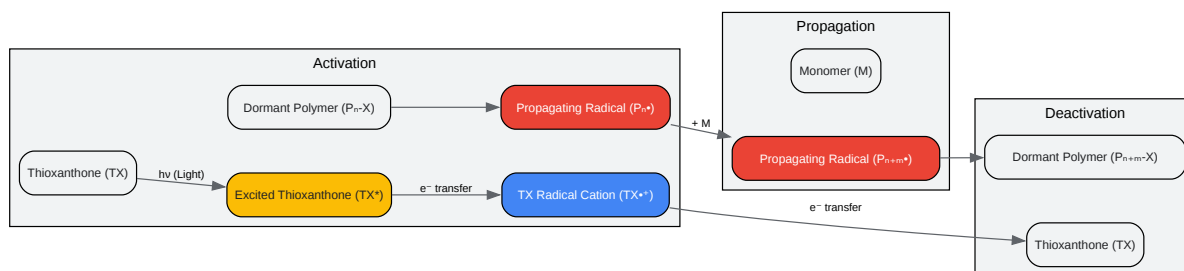 Propagation
Monomer (M)
Activation
Dormant Polymer (Pₙ-X)
Propagating Radical (Pₙ•)
+ M
Propagating Radical (Pₙ₊ₘ•)
Deactivation
Dormant Polymer (Pₙ₊ₘ-X)
Thioxanthone (TX)
hν (Light)
Excited Thioxanthone (TX*)
e⁻ transfer
TX Radical Cation (TX•⁺)
e⁻ transfer
Thioxanthone (TX)